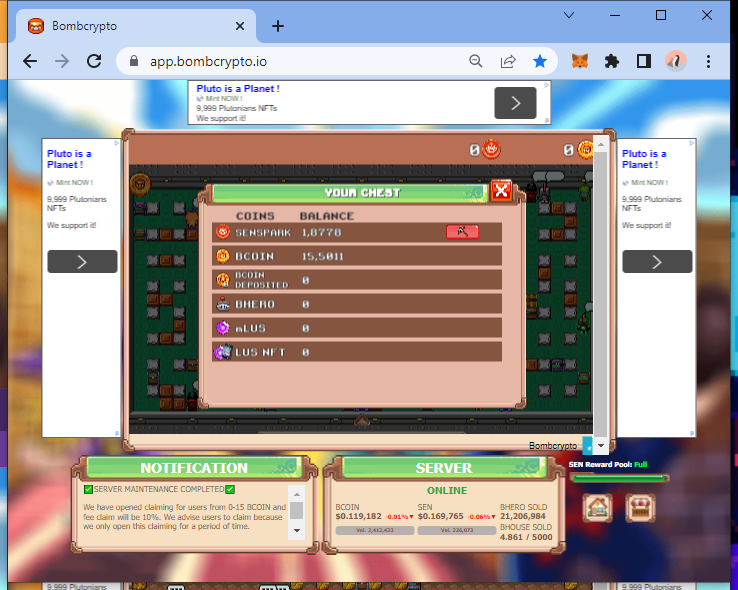 Bombcrypto
app.bombcrypto.io
Pluto is a Planet !
Mint NOW !
9,999 Plutonians NFTs
We support it!
Pluto is a
Planet !
Mint NOW !
9,999 Plutonians
NFTs
We support it!
0
0
YOUR CHEST
COINS BALANCE
SENSPARK 1,8778
BCOIN 15,5011
BCOIN
DEPOSITED 0
BHERO 0
mLUS 0
LUS NFT 0
Pluto is a
Planet !
Mint NOW !
9,999 Plutonians
NFTs
We support it!
Bombcrypto
NOTIFICATION
✅SERVER MAINTENANCE COMPLETED✅
We have opened claiming for users from 0-15 BCOIN and
fee claim will be 10%. We advise users to claim because
we only open this claiming for a period of time.
SERVER
ONLINE
BCOIN
$0.119,182 -0.01%▼
Vol. 2,412,433
SEN
$0.169,765 -0.06%▼
BHERO SOLD
21,206,984
BHOUSE SOLD
4.861 / 5000
SEN Reward Pool: Full
9,999 Plutonians
9,999 Plutonians